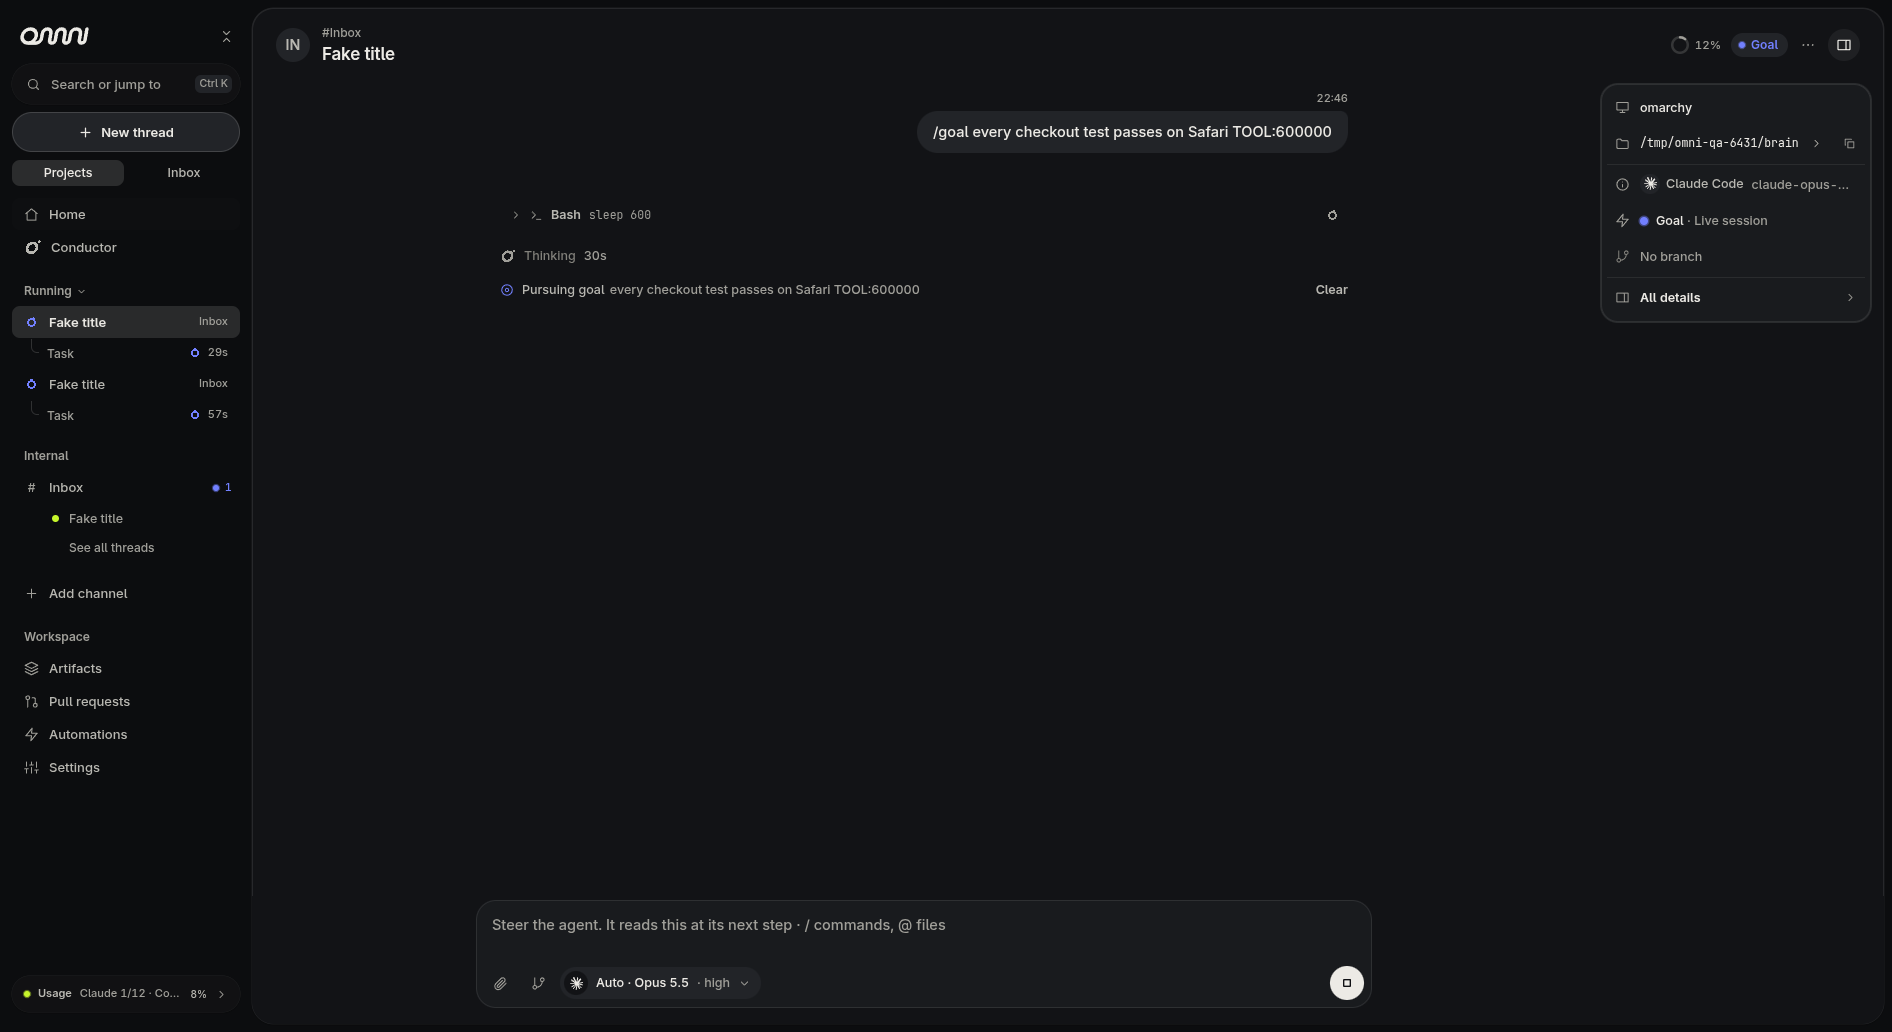 omni
Search or jump to Ctrl K
New thread
Projects Inbox
Home
Conductor
Running
Fake title Inbox
Task 29s
Fake title Inbox
Task 57s
Internal
# Inbox 1
Fake title
See all threads
Add channel
Workspace
Artifacts
Pull requests
Automations
Settings
Usage Claude 1/12 · Co... 8%
IN
#Inbox
Fake title
12% Goal
22:46
/goal every checkout test passes on Safari TOOL:600000
Bash sleep 600
Thinking 30s
Pursuing goal every checkout test passes on Safari TOOL:600000 Clear
omarchy
/tmp/omni-qa-6431/brain
Claude Code claude-opus-...
Goal · Live session
No branch
All details
Steer the agent. It reads this at its next step · / commands, @ files
Auto · Opus 5.5 · high